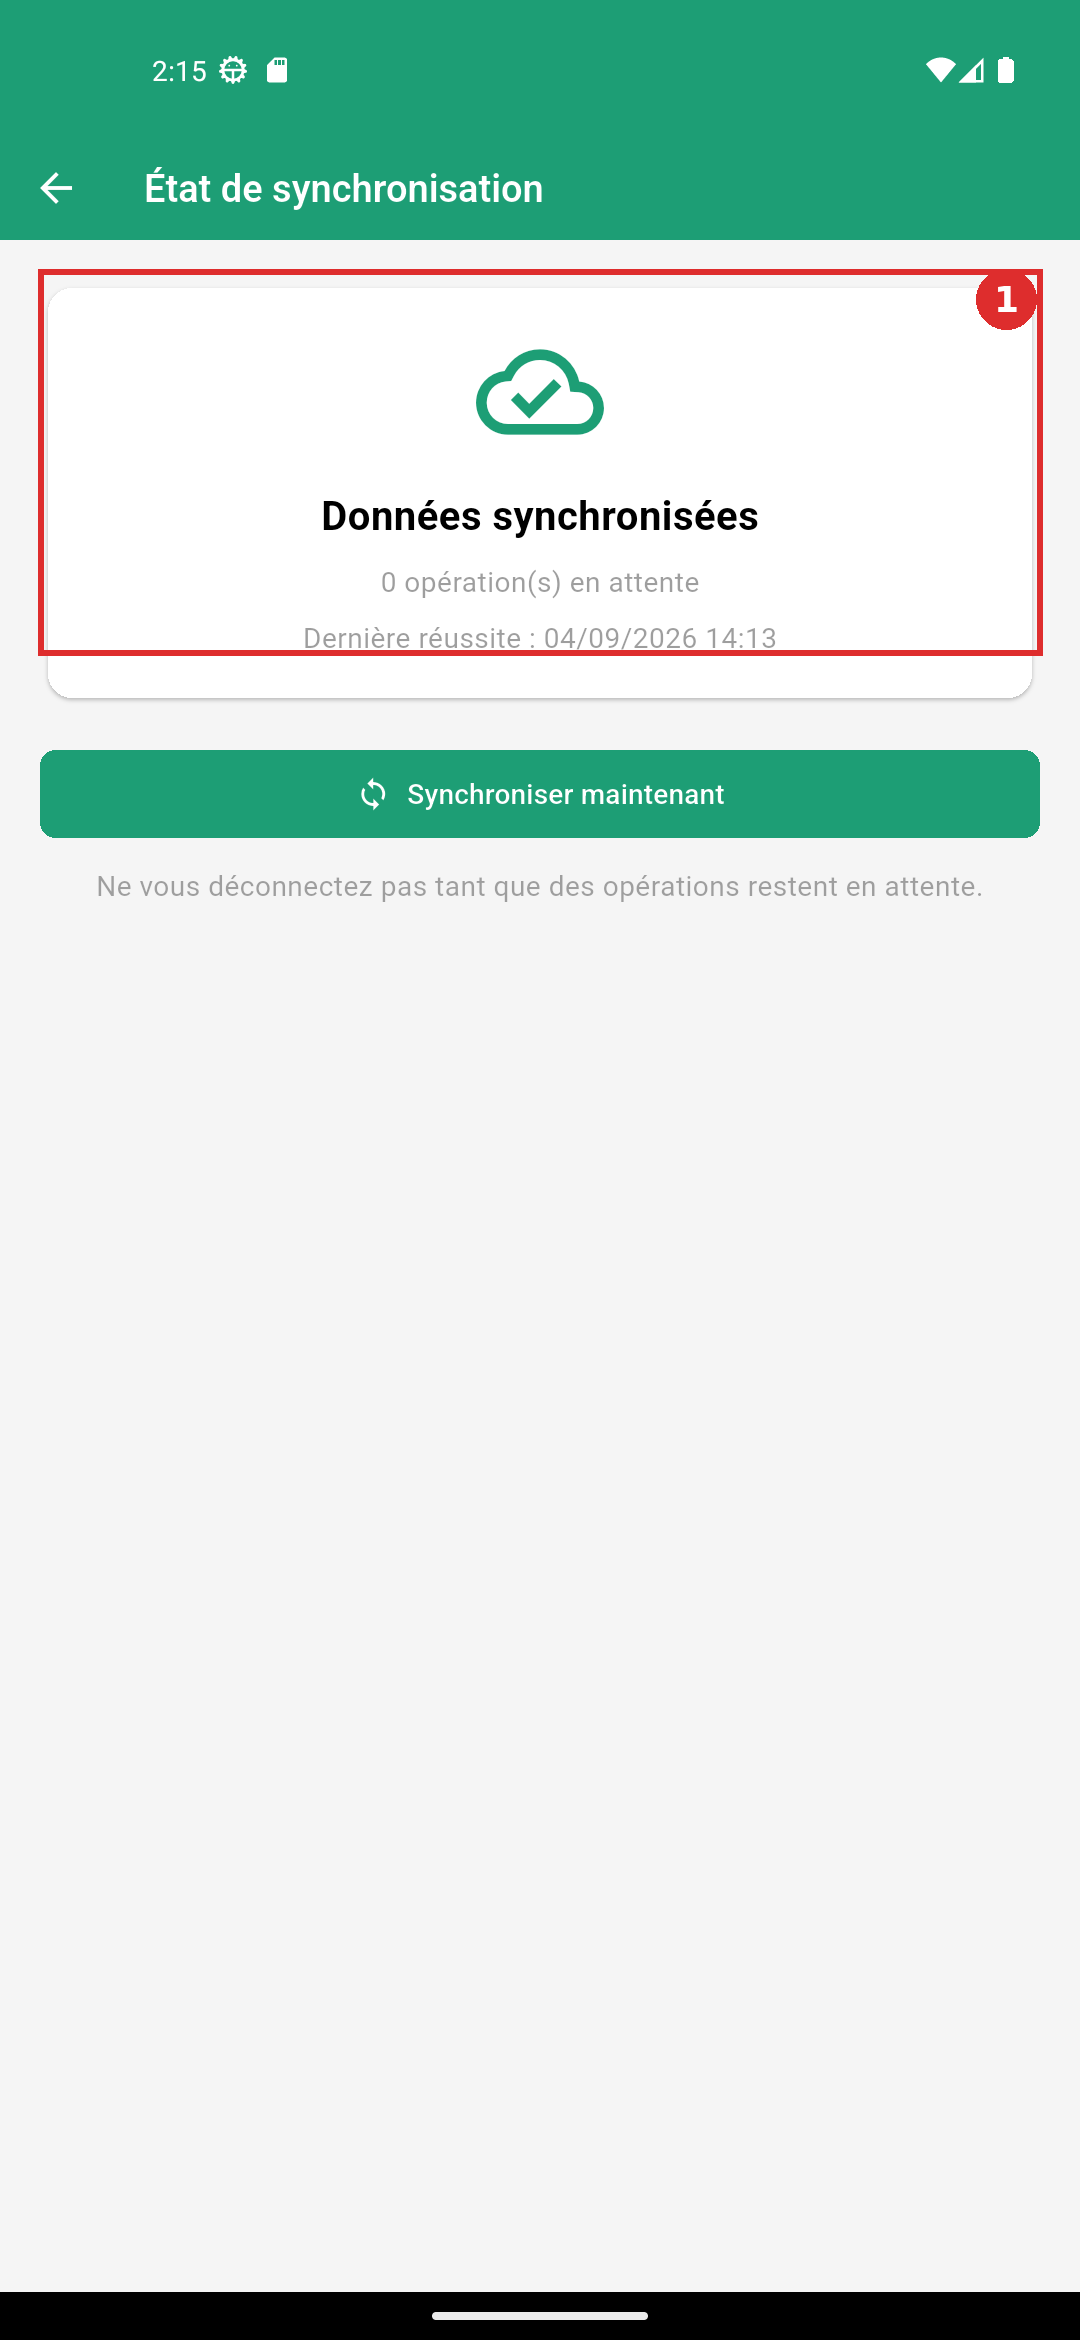 2:15
État de synchronisation
1
Données synchronisées
0 opération(s) en attente
Dernière réussite : 04/09/2026 14:13
Synchroniser maintenant
Ne vous déconnectez pas tant que des opérations restent en attente.